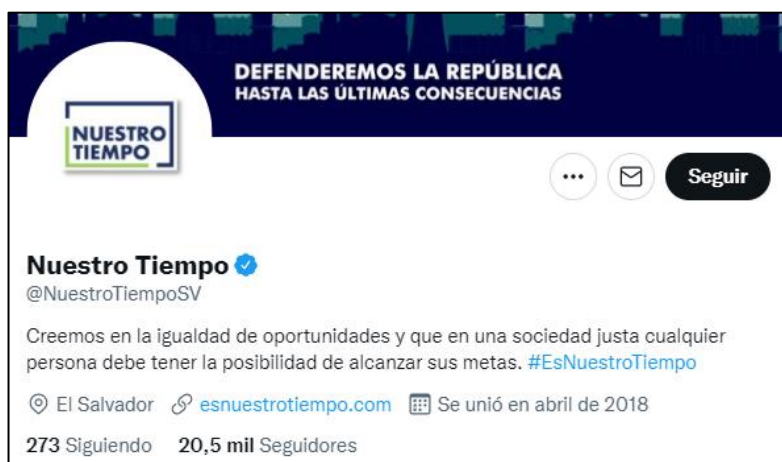 DEFENDEREMOS LA REPÚBLICA
HASTA LAS ÚLTIMAS CONSECUENCIAS
NUESTRO
TIEMPO
Seguir
Nuestro Tiempo
@NuestroTiempoSV
Creemos en la igualdad de oportunidades y que en una sociedad justa cualquier
persona debe tener la posibilidad de alcanzar sus metas. #EsNuestroTiempo
El Salvador esnuestrotiempo.com Se unió en abril de 2018
273 Siguiendo 20,5 mil Seguidores